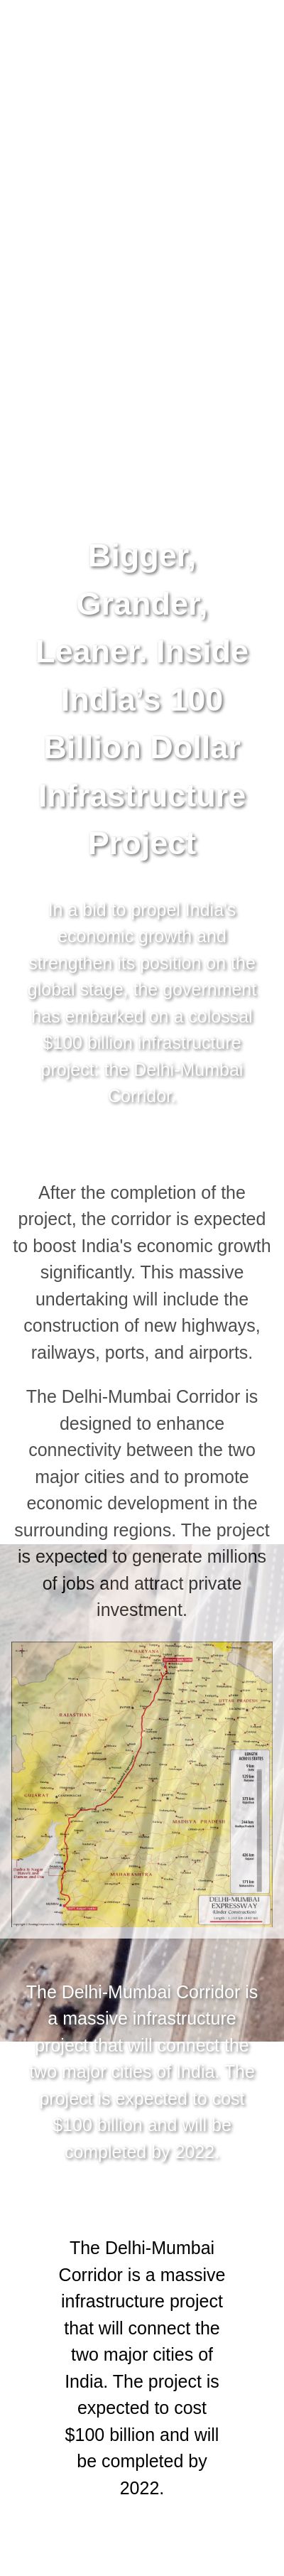 Bigger,
Grander,
Leaner. Inside
India's 100
Billion Dollar
Infrastructure
Project
In a bid to propel India's
economic growth and
strengthen its position on the
global stage, the government
has embarked on a colossal
$100 billion infrastructure
project: the Delhi-Mumbai
Corridor.
After the completion of the
project, the corridor is expected
to boost India's economic growth
significantly. This massive
undertaking will include the
construction of new highways,
railways, ports, and airports.
The Delhi-Mumbai Corridor is
designed to enhance
connectivity between the two
major cities and to promote
economic development in the
surrounding regions. The project
is expected to generate millions
of jobs and attract private
investment.
HARYANA
RAJASTHAN
UTTAR PRADESH
GUJARAT
MADHYA PRADESH
MAHARASHTRA
DELHI-MUMBAI
EXPRESSWAY
(Under Construction)
The Delhi-Mumbai Corridor is
a massive infrastructure
project that will connect the
two major cities of India. The
project is expected to cost
$100 billion and will be
completed by 2022.
The Delhi-Mumbai
Corridor is a massive
infrastructure project
that will connect the
two major cities of
India. The project is
expected to cost
$100 billion and will
be completed by
2022.